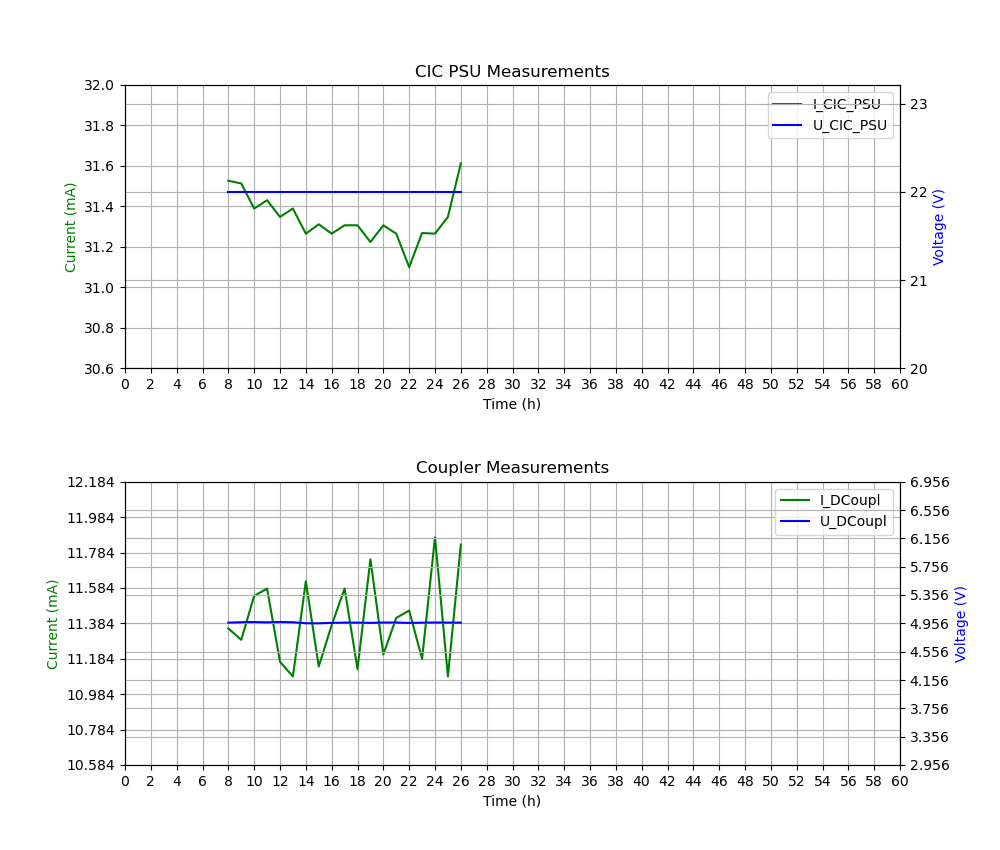 CIC PSU Measurements
32.0
31.8
31.6
31.4
31.2
31.0
30.8
30.6
Current (mA)
I_CIC_PSU
U_CIC_PSU
23
22
21
20
Voltage (V)
0 2 4 6 8 10 12 14 16 18 20 22 24 26 28 30 32 34 36 38 40 42 44 46 48 50 52 54 56 58 60
Time (h)
Coupler Measurements
12.184
11.984
11.784
11.584
11.384
11.184
10.984
10.784
10.584
Current (mA)
I_DCoupl
U_DCoupl
6.956
6.556
6.156
5.756
5.356
4.956
4.556
4.156
3.756
3.356
2.956
Voltage (V)
0 2 4 6 8 10 12 14 16 18 20 22 24 26 28 30 32 34 36 38 40 42 44 46 48 50 52 54 56 58 60
Time (h)